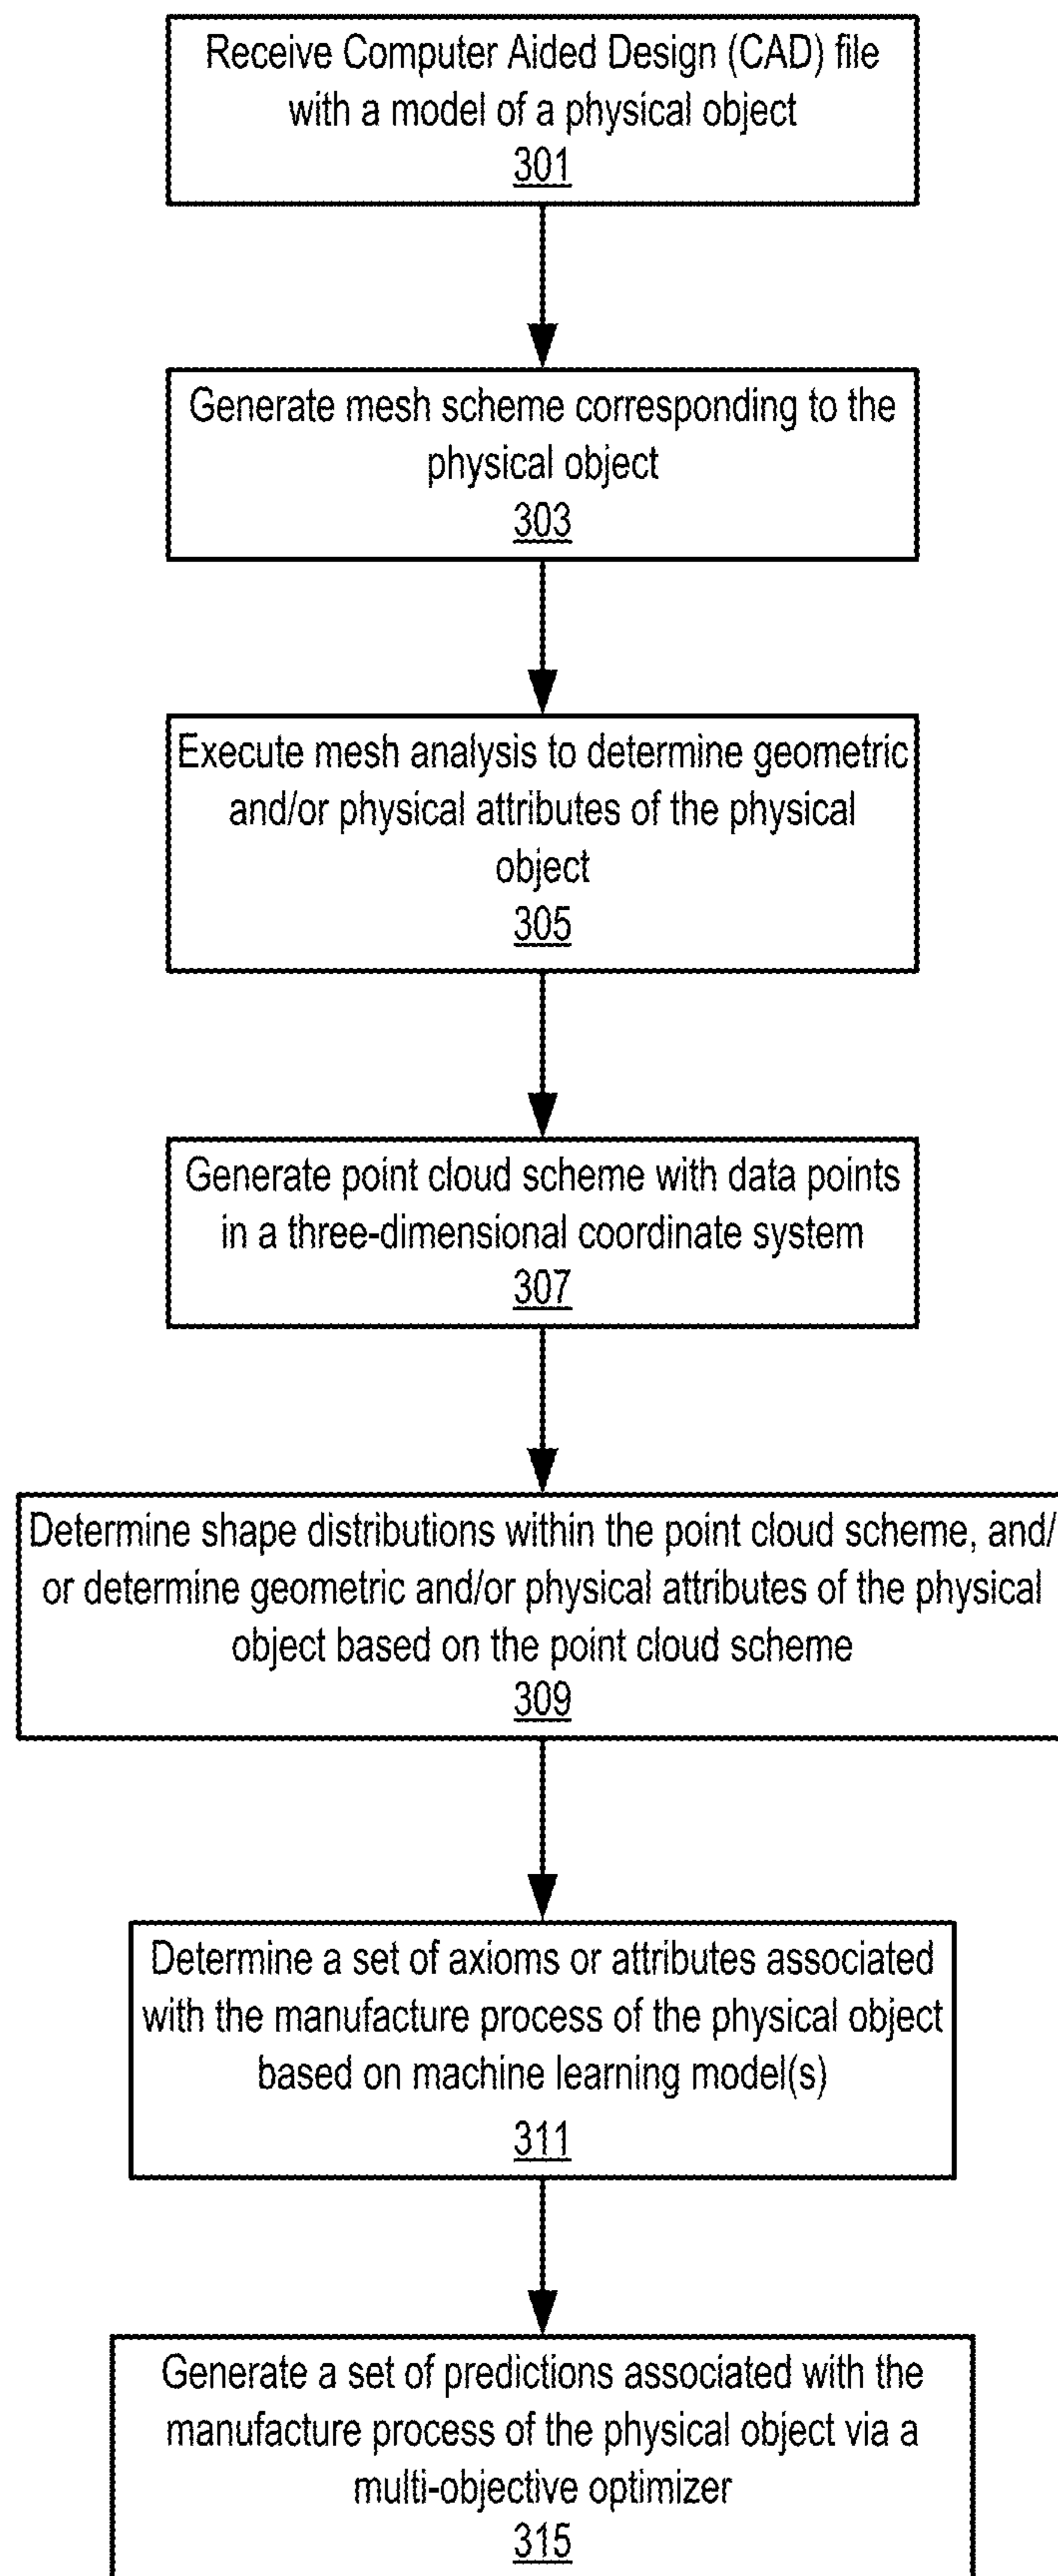 Receive Computer Aided Design (CAD) file
with a model of a physical object
301
Generate mesh scheme corresponding to the
physical object
303
Execute mesh analysis to determine geometric
and/or physical attributes of the physical
object
305
Generate point cloud scheme with data points
in a three-dimensional coordinate system
307
Determine shape distributions within the point cloud scheme, and/
or determine geometric and/or physical attributes of the physical
object based on the point cloud scheme
309
Determine a set of axioms or attributes associated
with the manufacture process of the physical object
based on machine learning model(s)
311
Generate a set of predictions associated with the
manufacture process of the physical object via a
multi-objective optimizer
315